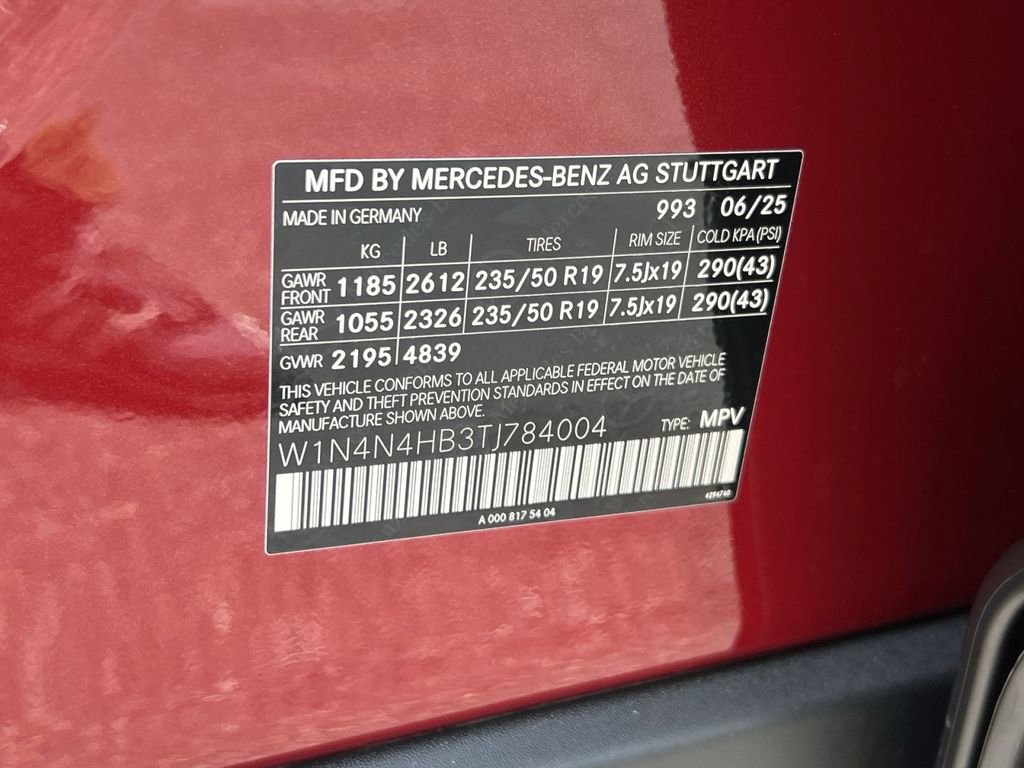 MFD BY MERCEDES-BENZ AG STUTTGART
MADE IN GERMANY 993 06/25
KG LB TIRES RIM SIZE COLD KPA (PSI)
GAWR FRONT 1185 2612 235/50 R19 7.5Jx19 290(43)
GAWR REAR 1055 2326 235/50 R19 7.5Jx19 290(43)
GVWR 2195 4839
THIS VEHICLE CONFORMS TO ALL APPLICABLE FEDERAL MOTOR VEHICLE
SAFETY AND THEFT PREVENTION STANDARDS IN EFFECT ON THE DATE OF
MANUFACTURE SHOWN ABOVE.
W1N4N4HB3TJ784004 TYPE: MPV
A 000 817 54 04 4294740